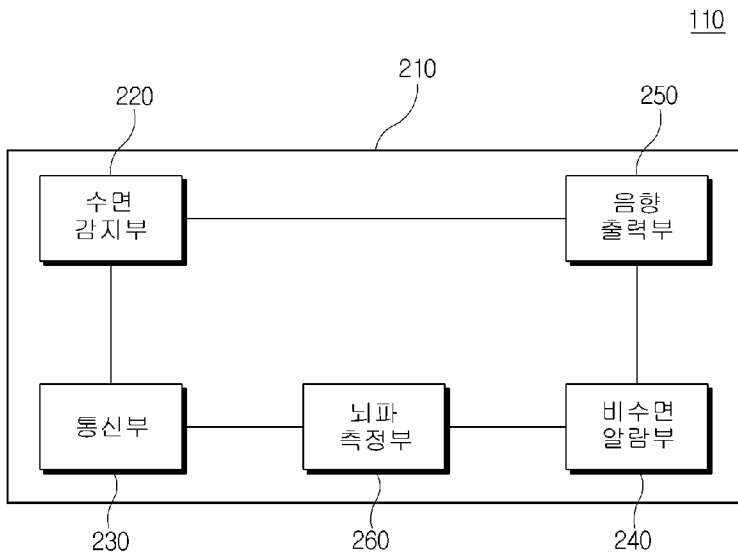 110
210
220
250
수면
감지부
음향
출력부
통신부
뇌파
측정부
비수면
알람부
230
260
240